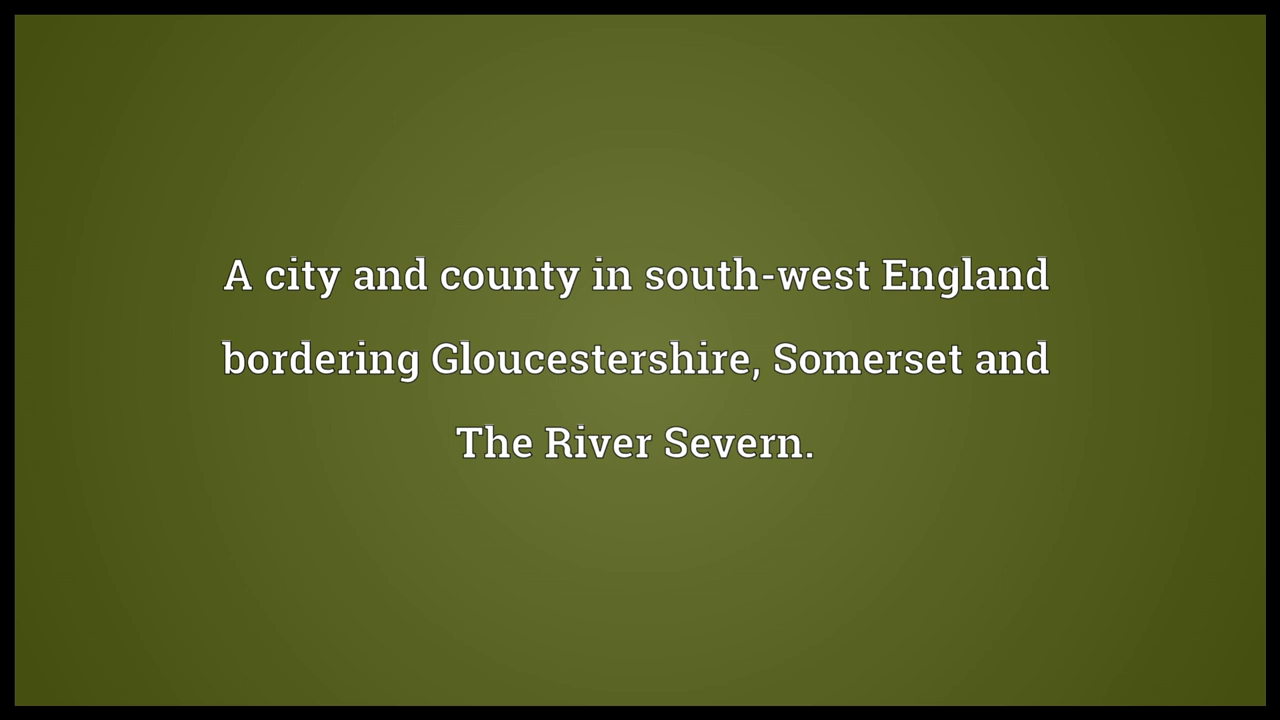 A city and county in south-west England
bordering Gloucestershire, Somerset and
The River Severn.